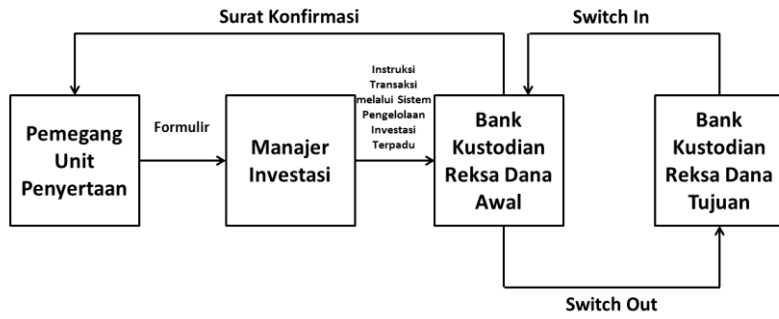 Surat Konfirmasi
Switch In
Pemegang
Unit
Penyertaan
Formulir
Manajer
Investasi
Instruksi
Transaksi
melalui Sistem
Pengelolaan
Investasi
Terpadu
Bank
Kustodian
Reksa Dana
Awal
Bank
Kustodian
Reksa Dana
Tujuan
Switch Out